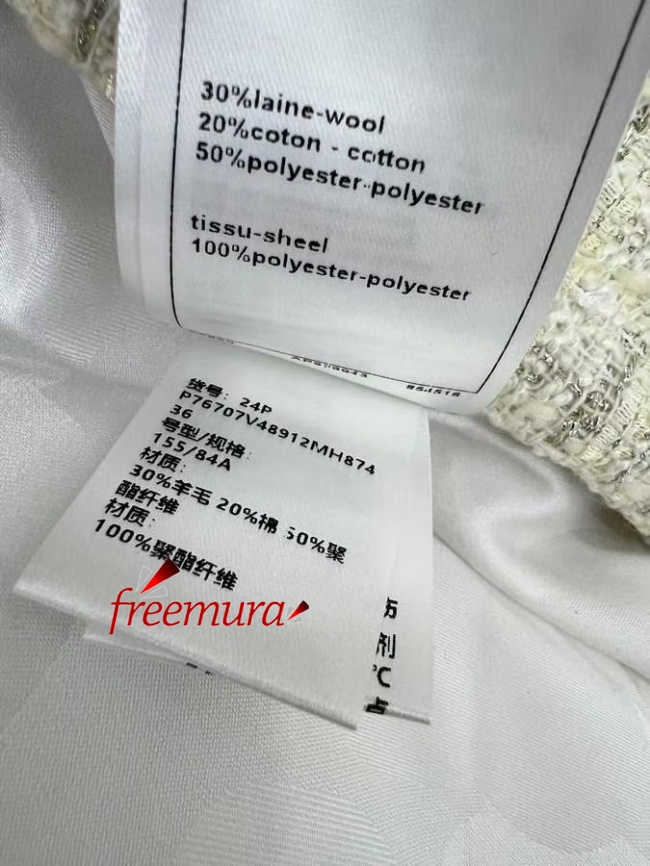 30%laine-wool
20%coton - cotton
50%polyester-polyester
tissu-sheel
100%polyester-polyester
货号: 24P
P76707V48912MH874
36
号型/规格:
155/84A
材质:
30%羊毛 20%棉 50%聚
酯纤维
材质:
100%聚酯纤维
freemura
剂
℃
点